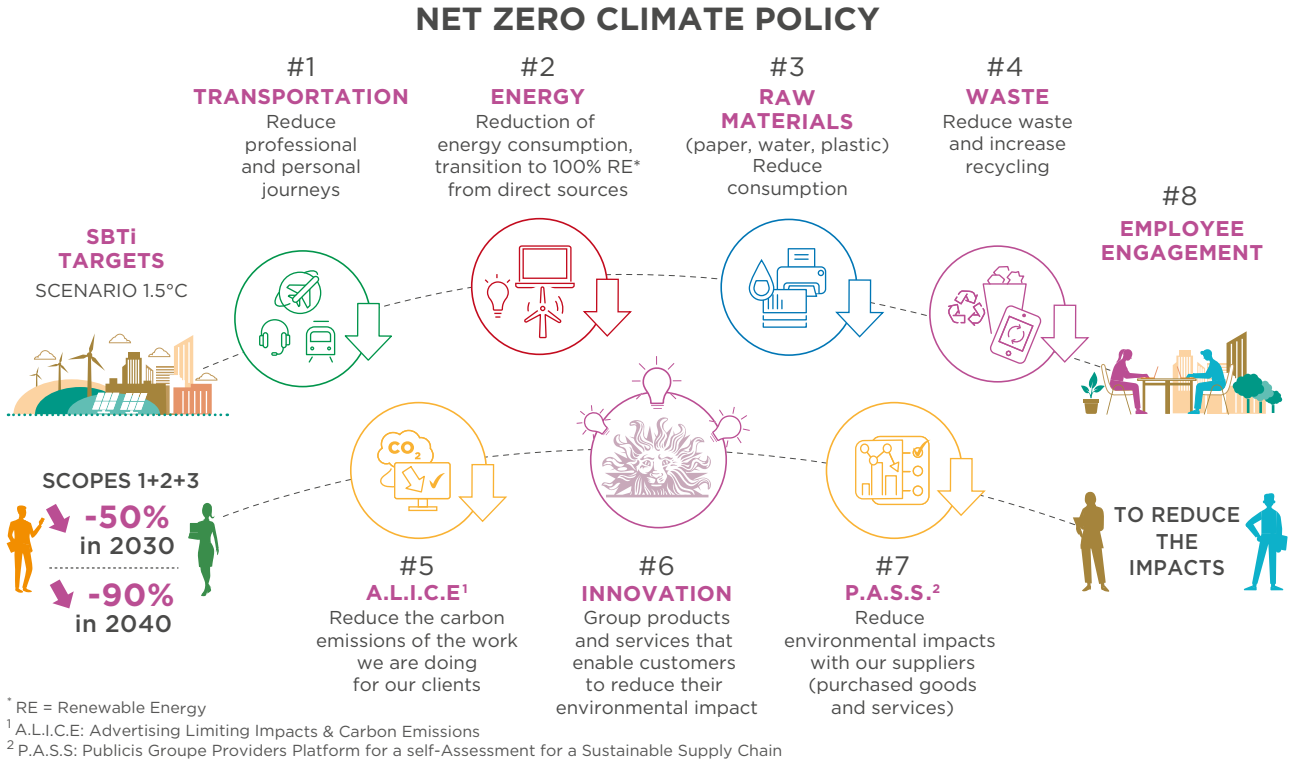 NET ZERO CLIMATE POLICY
#1
TRANSPORTATION
Reduce
professional
and personal
journeys
#2
ENERGY
Reduction of
energy consumption,
transition to 100% RE*
from direct sources
#3
RAW
MATERIALS
(paper, water, plastic)
Reduce
consumption
#4
WASTE
Reduce waste
and increase
recycling
#8
EMPLOYEE
ENGAGEMENT
SBTi
TARGETS
SCENARIO 1.5°C
SCOPES 1+2+3
-50%
in 2030
-90%
in 2040
CO₂
#5
A.L.I.C.E¹
Reduce the carbon
emissions of the work
we are doing
for our clients
#6
INNOVATION
Group products
and services that
enable customers
to reduce their
environmental impact
#7
P.A.S.S.²
Reduce
environmental impacts
with our suppliers
(purchased goods
and services)
TO REDUCE
THE
IMPACTS
* RE = Renewable Energy
¹ A.L.I.C.E: Advertising Limiting Impacts & Carbon Emissions
² P.A.S.S: Publicis Groupe Providers Platform for a self-Assessment for a Sustainable Supply Chain